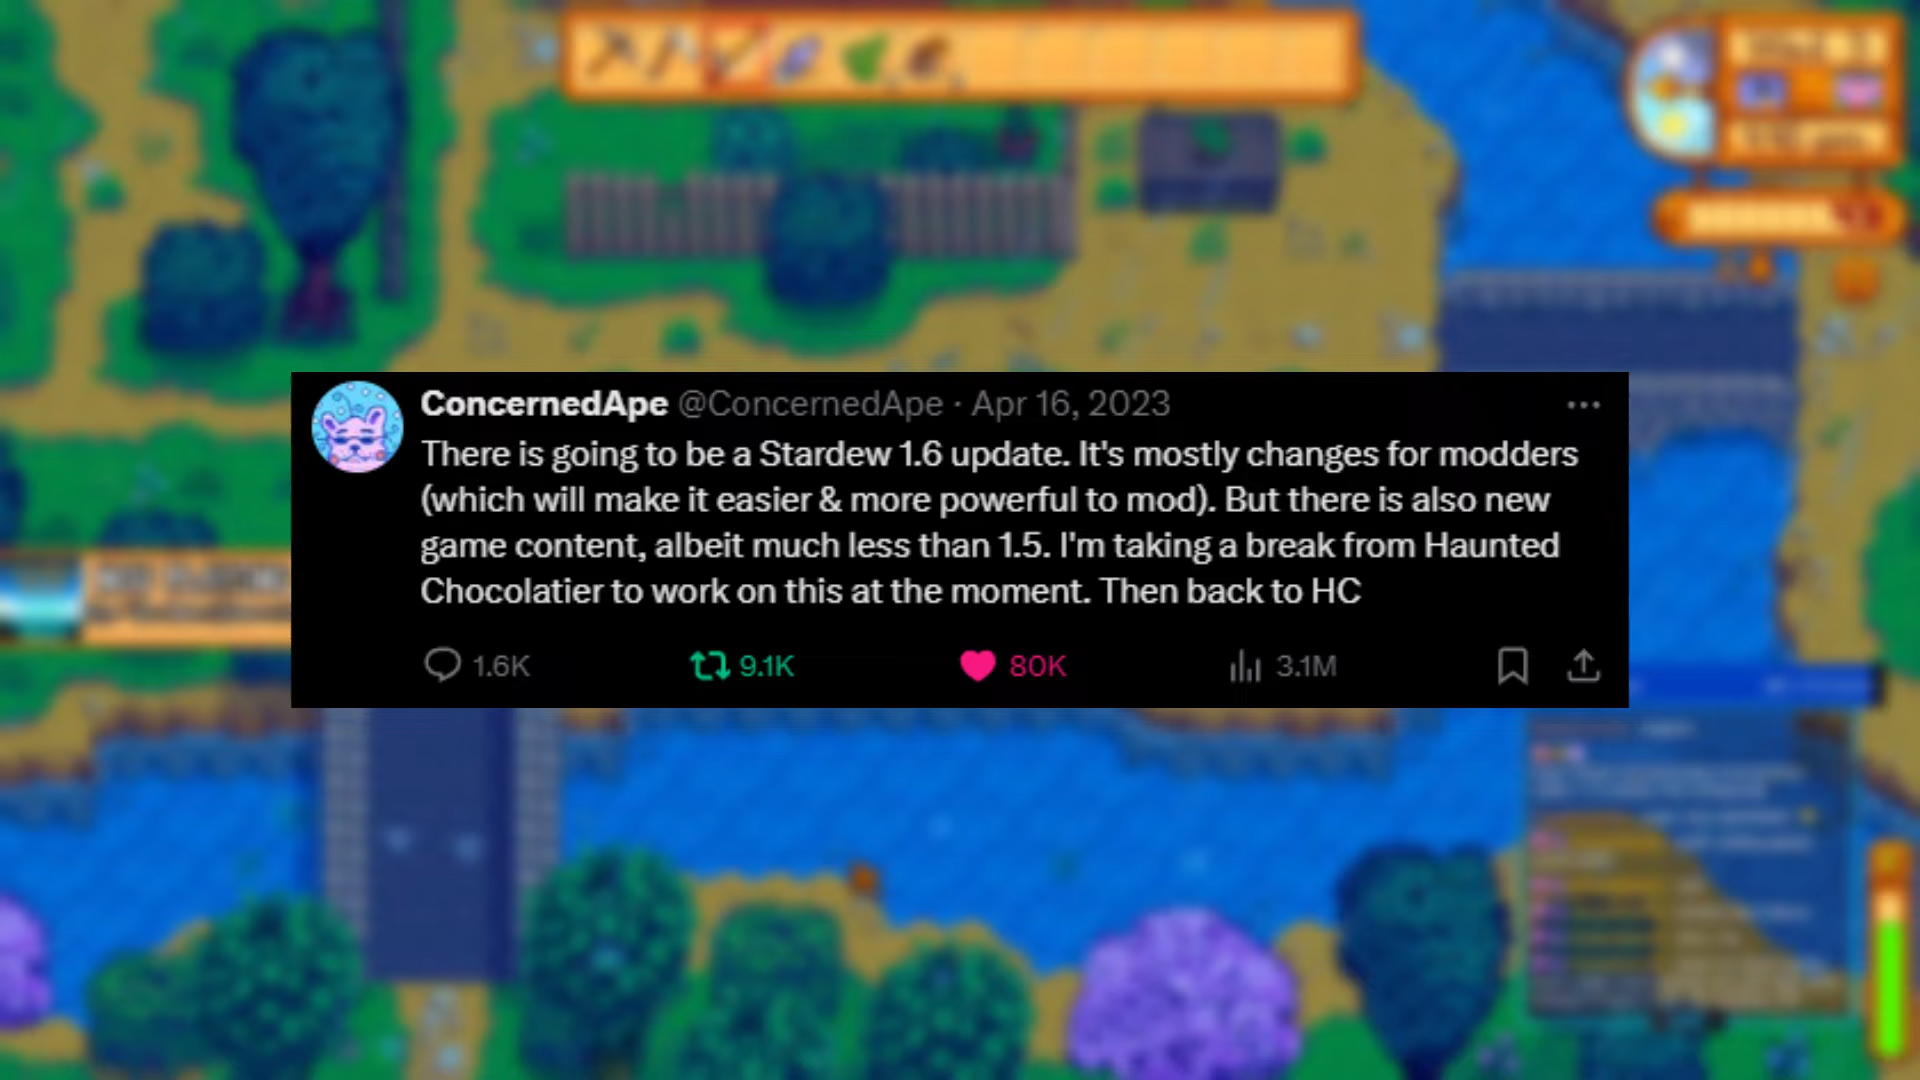 ConcernedApe @ConcernedApe · Apr 16, 2023
There is going to be a Stardew 1.6 update. It's mostly changes for modders
(which will make it easier & more powerful to mod). But there is also new
game content, albeit much less than 1.5. I'm taking a break from Haunted
Chocolatier to work on this at the moment. Then back to HC
1.6K 9.1K 80K 3.1M